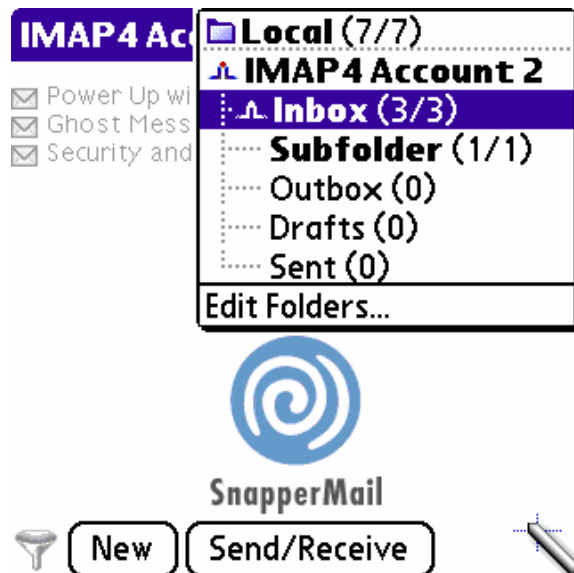 IMAP4 Acc
Local (7/7)
IMAP4 Account 2
Inbox (3/3)
Subfolder (1/1)
Outbox (0)
Drafts (0)
Sent (0)
Edit Folders...
Power Up wi
Ghost Mess
Security and
SnapperMail
New
Send/Receive